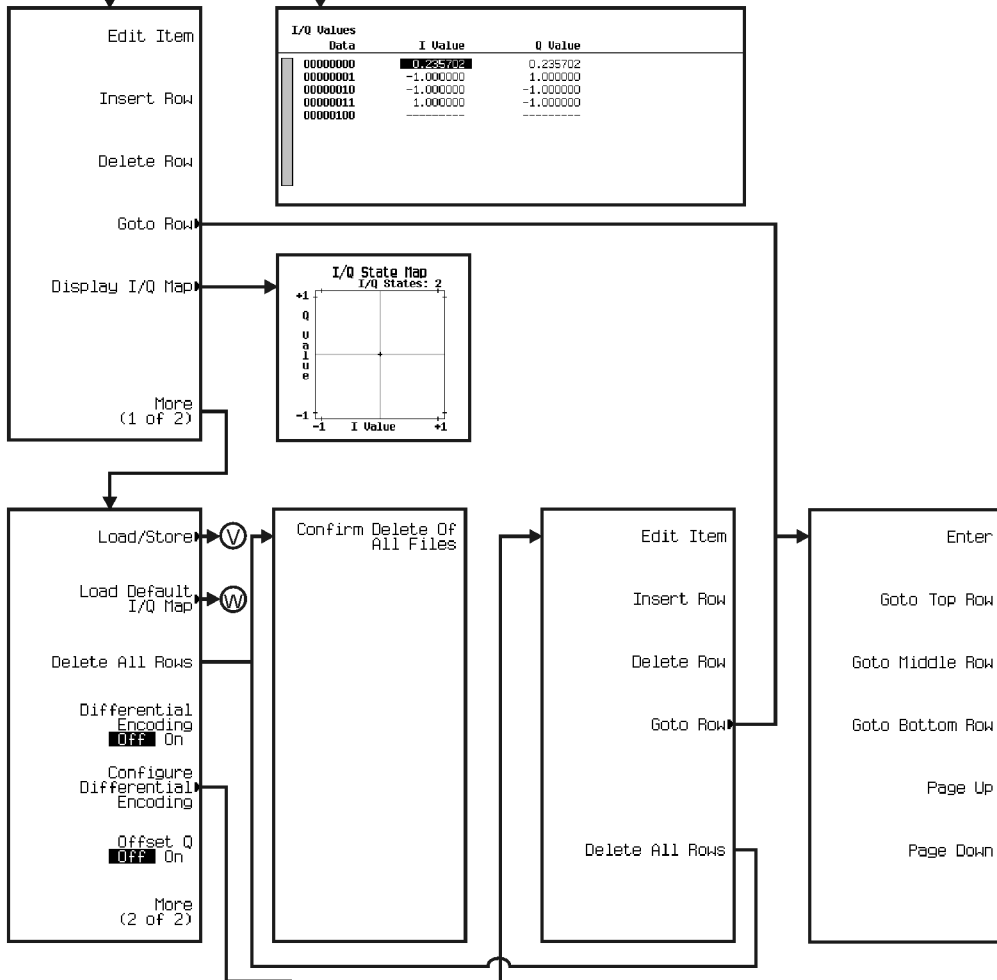 Edit Item
Insert Row
Delete Row
Goto Row
Display I/Q Map
More
(1 of 2)
I/Q Values
Data I Value Q Value
00000000 0.235702 0.235702
00000001 -1.000000 1.000000
00000010 -1.000000 -1.000000
00000011 1.000000 -1.000000
00000100 --------- ---------
I/Q State Map
I/Q States: 2
+1
Q Value
-1
-1 I Value +1
Load/Store
V
Load Default
I/Q Map
W
Delete All Rows
Differential
Encoding
Off On
Configure
Differential
Encoding
Offset Q
Off On
More
(2 of 2)
Confirm Delete Of
All Files
Edit Item
Insert Row
Delete Row
Goto Row
Delete All Rows
Enter
Goto Top Row
Goto Middle Row
Goto Bottom Row
Page Up
Page Down